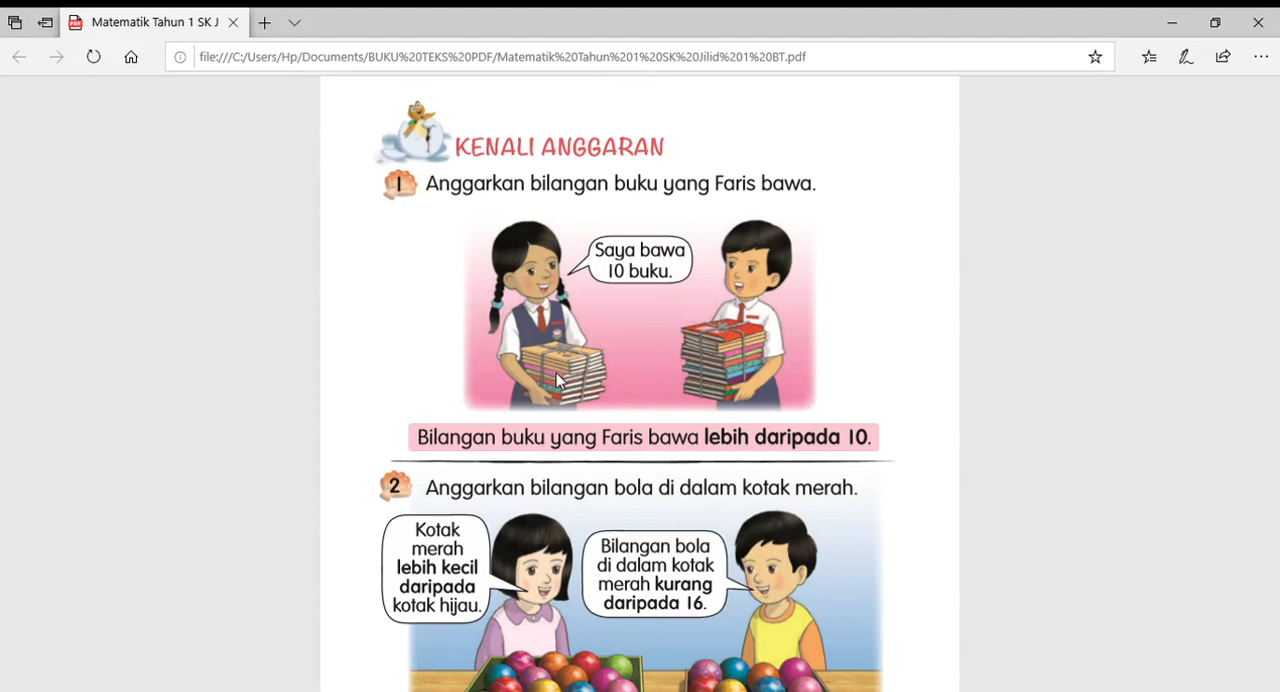 Matematik Tahun 1 SK J
file:///C:/Users/Hp/Documents/BUKU%20TEKS%20PDF/Matematik%20Tahun%201%20SK%20Jilid%201%20BT.pdf
KENALI ANGGARAN
1 Anggarkan bilangan buku yang Faris bawa.
Saya bawa
10 buku.
Bilangan buku yang Faris bawa lebih daripada 10.
2 Anggarkan bilangan bola di dalam kotak merah.
Kotak
merah
lebih kecil
daripada
kotak hijau.
Bilangan bola
di dalam kotak
merah kurang
daripada 16.